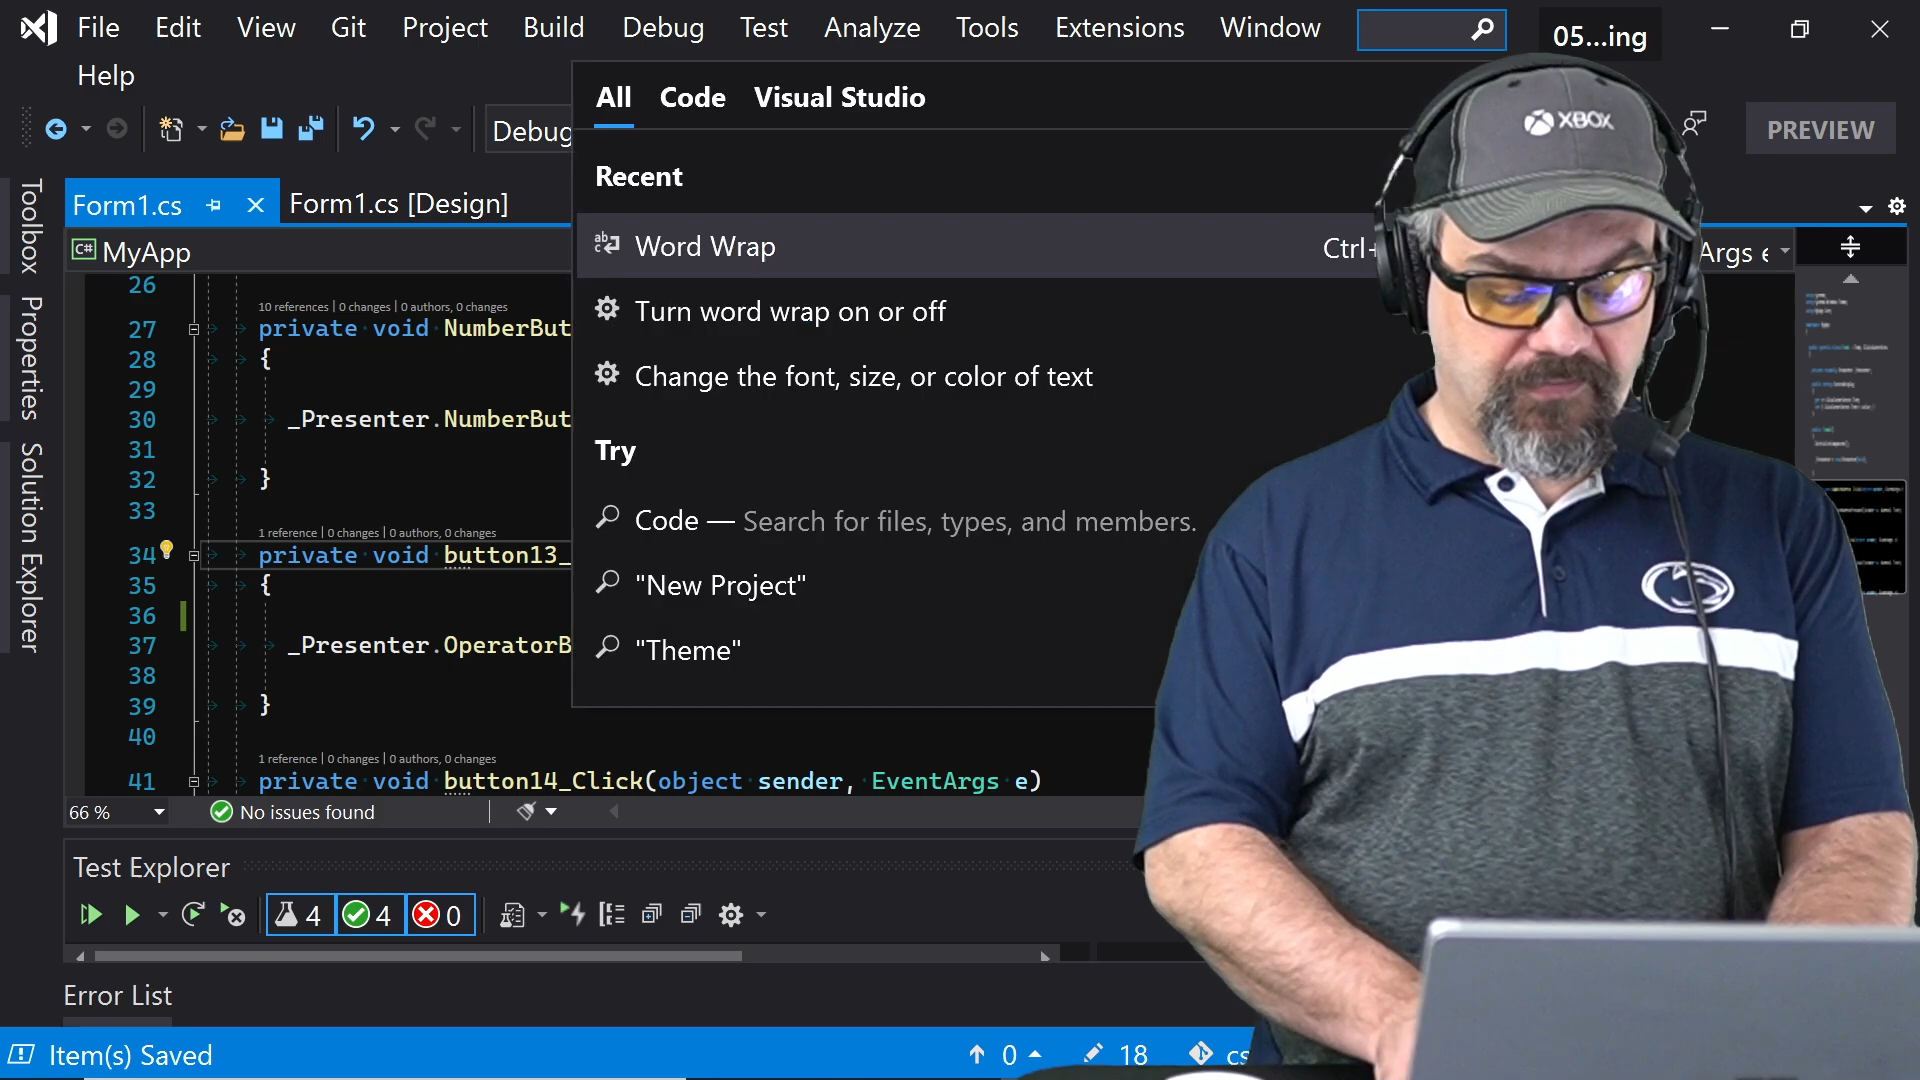 File Edit View Git Project Build Debug Test Analyze Tools Extensions Window
05...ing
Help
All Code Visual Studio
XBOX
Debug
PREVIEW
Recent
Toolbox
Properties
Solution Explorer
Form1.cs
Form1.cs [Design]
Word Wrap
Ctrl+
C# MyApp
Args e
26
Turn word wrap on or off
10 references | 0 changes | 0 authors, 0 changes
27 private void NumberBut
28 {
Change the font, size, or color of text
29
30 _Presenter.NumberBut
31
Try
32 }
33
Code — Search for files, types, and members.
1 reference | 0 changes | 0 authors, 0 changes
34 private void button13_
35 {
"New Project"
36
37 _Presenter.OperatorB
"Theme"
38
39 }
40
1 reference | 0 changes | 0 authors, 0 changes
41 private void button14_Click(object sender, EventArgs e)
66 %
No issues found
Test Explorer
4 4 0
Error List
Item(s) Saved
0
18
cs